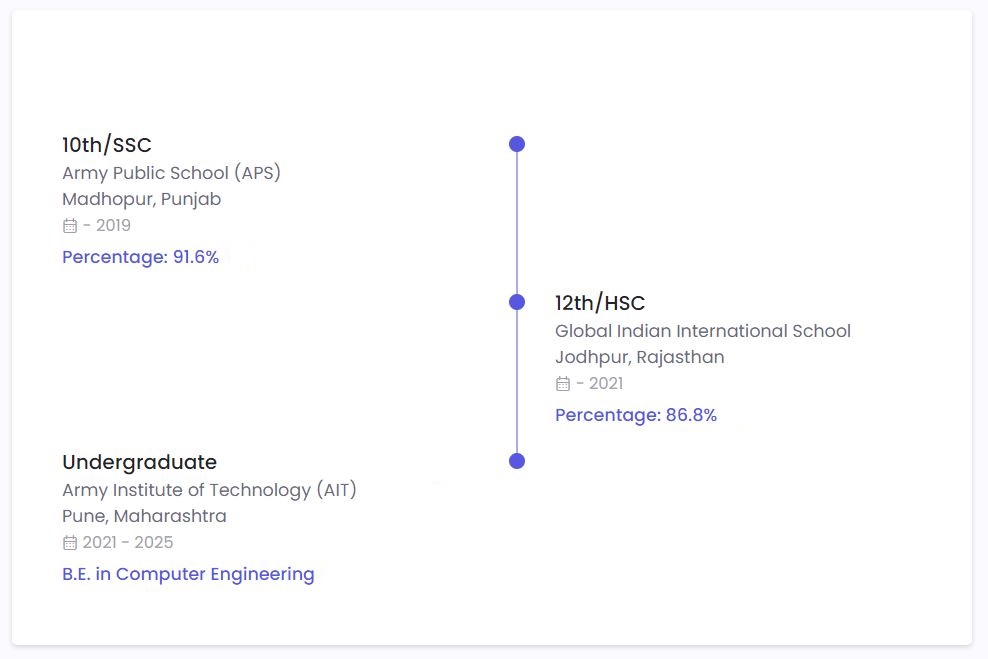 10th/SSC
Army Public School (APS)
Madhopur, Punjab
- 2019
Percentage: 91.6%
12th/HSC
Global Indian International School
Jodhpur, Rajasthan
- 2021
Percentage: 86.8%
Undergraduate
Army Institute of Technology (AIT)
Pune, Maharashtra
2021 - 2025
B.E. in Computer Engineering